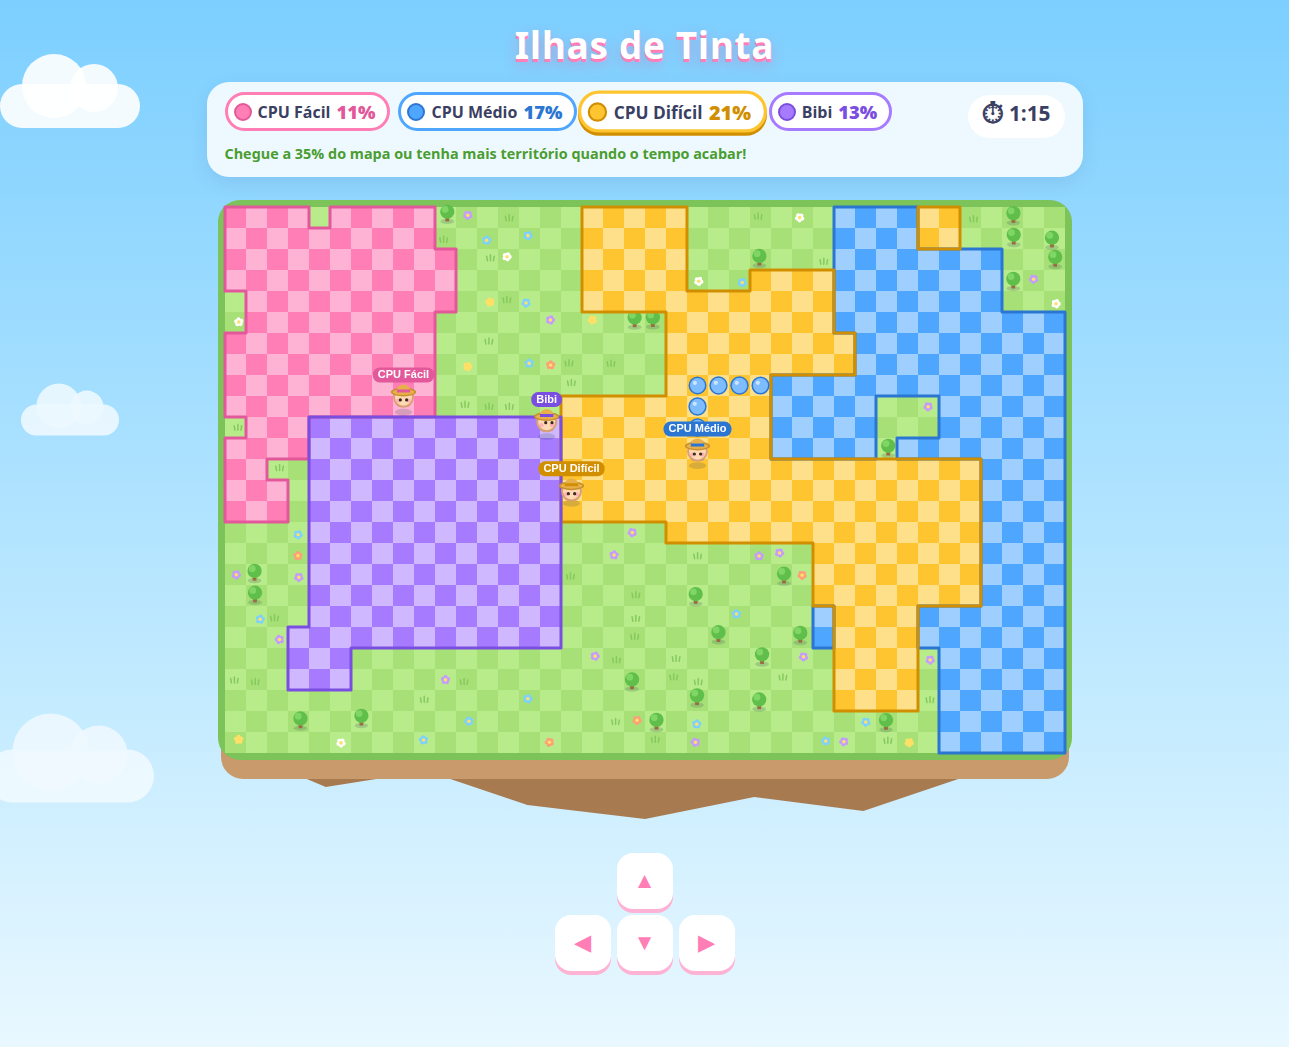 Ilhas de Tinta
CPU Fácil 11%
CPU Médio 17%
CPU Difícil 21%
Bibi 13%
⏱ 1:15
Chegue a 35% do mapa ou tenha mais território quando o tempo acabar!
CPU Fácil
Bibi
CPU Médio
CPU Difícil